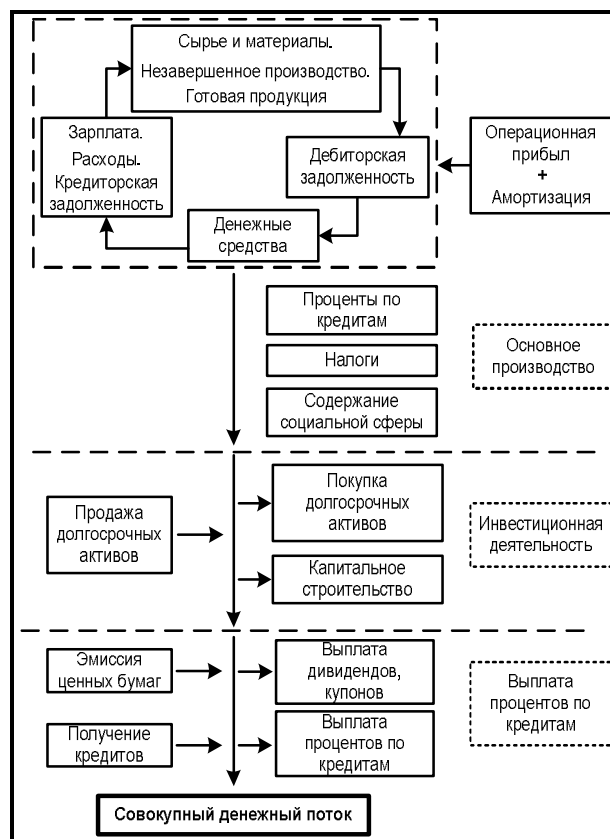 Сырье и материалы.
Незавершенное производство.
Готовая продукция
Зарплата.
Расходы.
Кредиторская
задолженность
Дебиторская
задолженность
Денежные
средства
Операционная
прибыл
+
Амортизация
Проценты по
кредитам
Налоги
Содержание
социальной сферы
Основное
производство
Продажа
долгосрочных
активов
Покупка
долгосрочных
активов
Капитальное
строительство
Инвестиционная
деятельность
Эмиссия
ценных бумаг
Выплата
дивидендов,
купонов
Получение
кредитов
Выплата
процентов по
кредитам
Выплата
процентов по
кредитам
Совокупный денежный поток